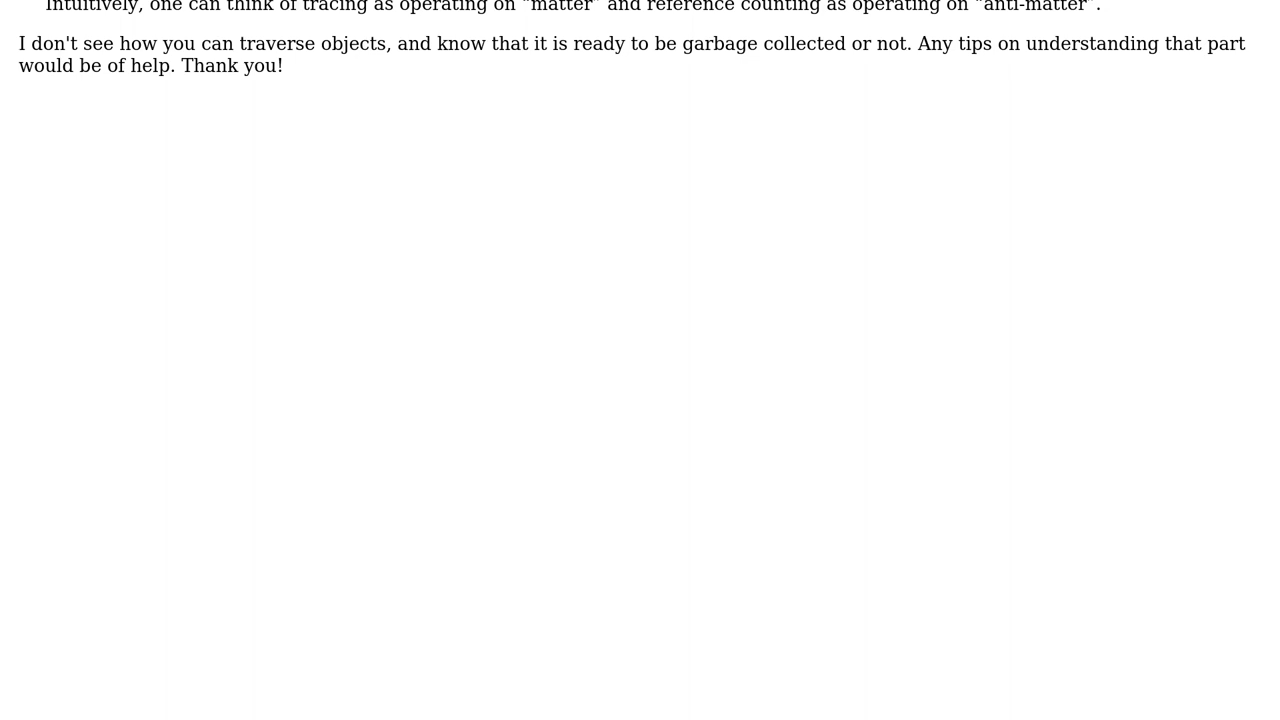 Intuitively, one can think of tracing as operating on “matter” and reference counting as operating on “anti-matter”.
I don't see how you can traverse objects, and know that it is ready to be garbage collected or not. Any tips on understanding that part
would be of help. Thank you!